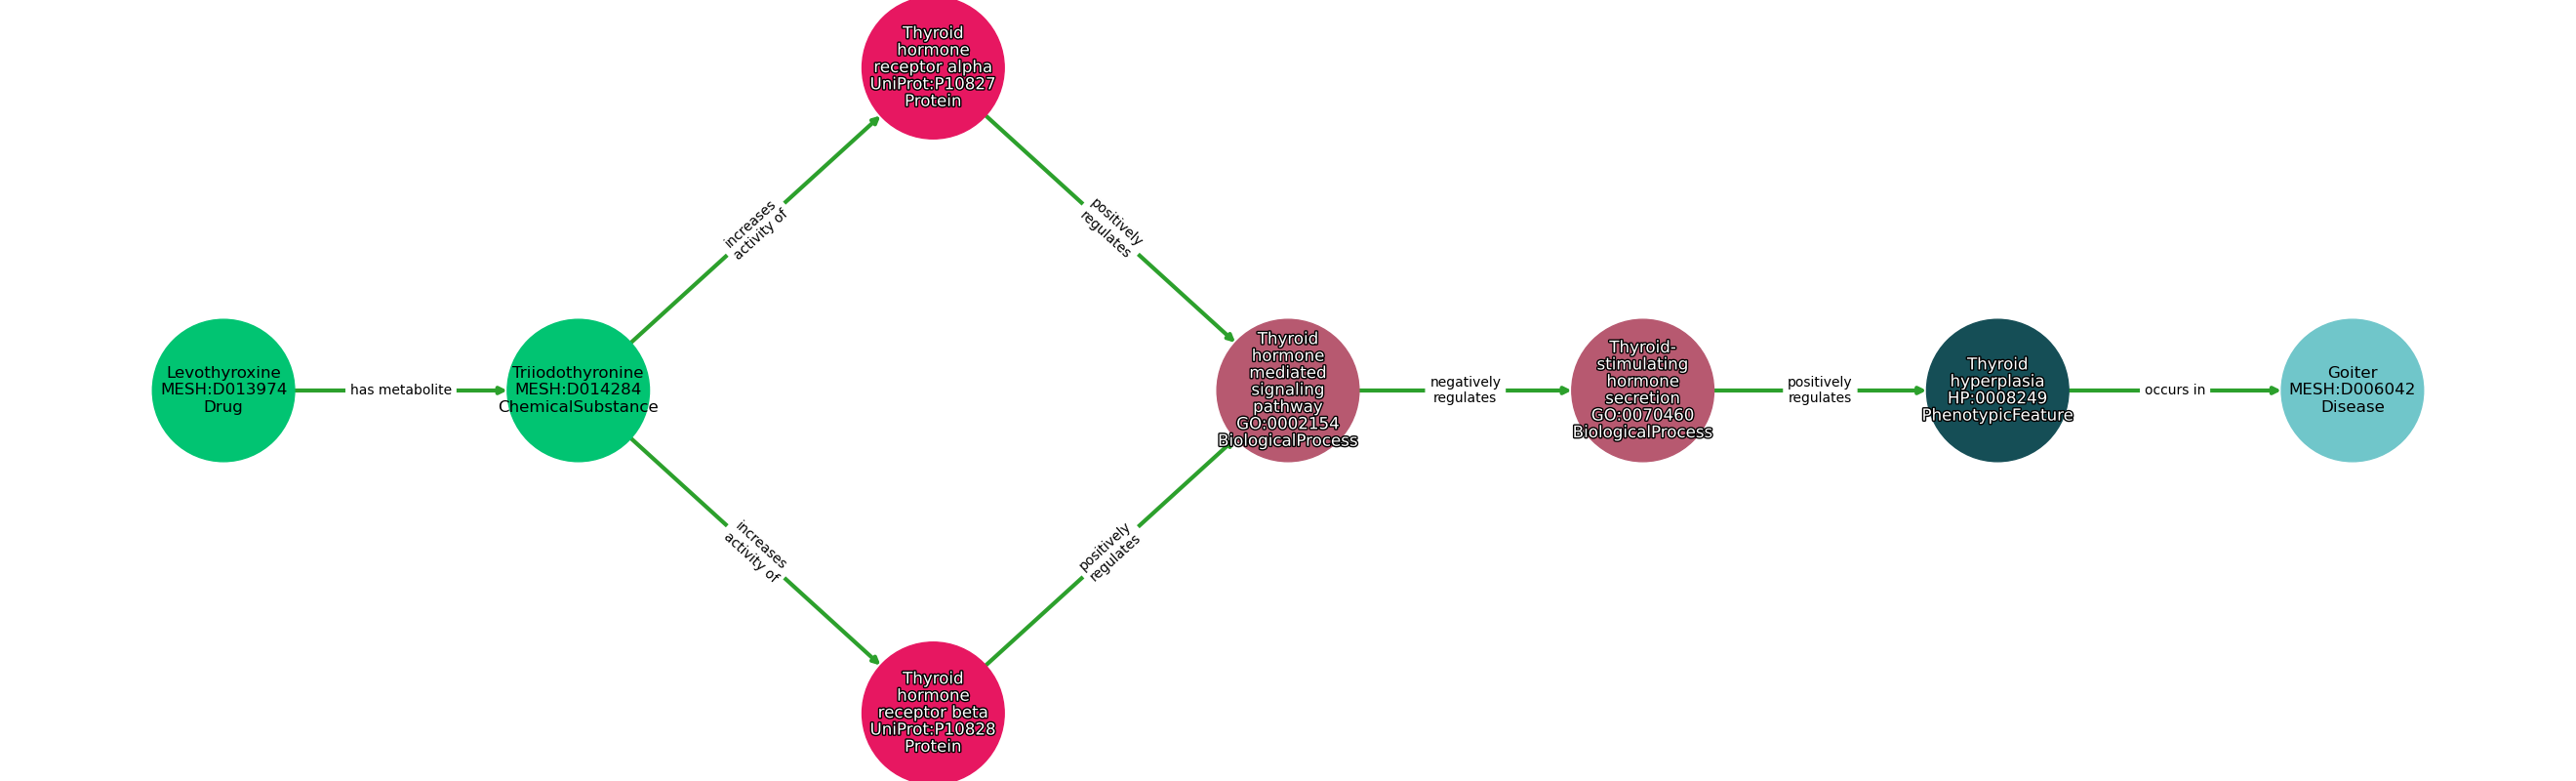 Levothyroxine
MESH:D013974
Drug
has metabolite
Triiodothyronine
MESH:D014284
ChemicalSubstance
increases
activity of
increases
activity of
Thyroid
hormone
receptor alpha
UniProt:P10827
Protein
Thyroid
hormone
receptor beta
UniProt:P10828
Protein
positively
regulates
positively
regulates
Thyroid
hormone
mediated
signaling
pathway
GO:0002154
BiologicalProcess
negatively
regulates
Thyroid-
stimulating
hormone
secretion
GO:0070460
BiologicalProcess
positively
regulates
Thyroid
hyperplasia
HP:0008249
PhenotypicFeature
occurs in
Goiter
MESH:D006042
Disease